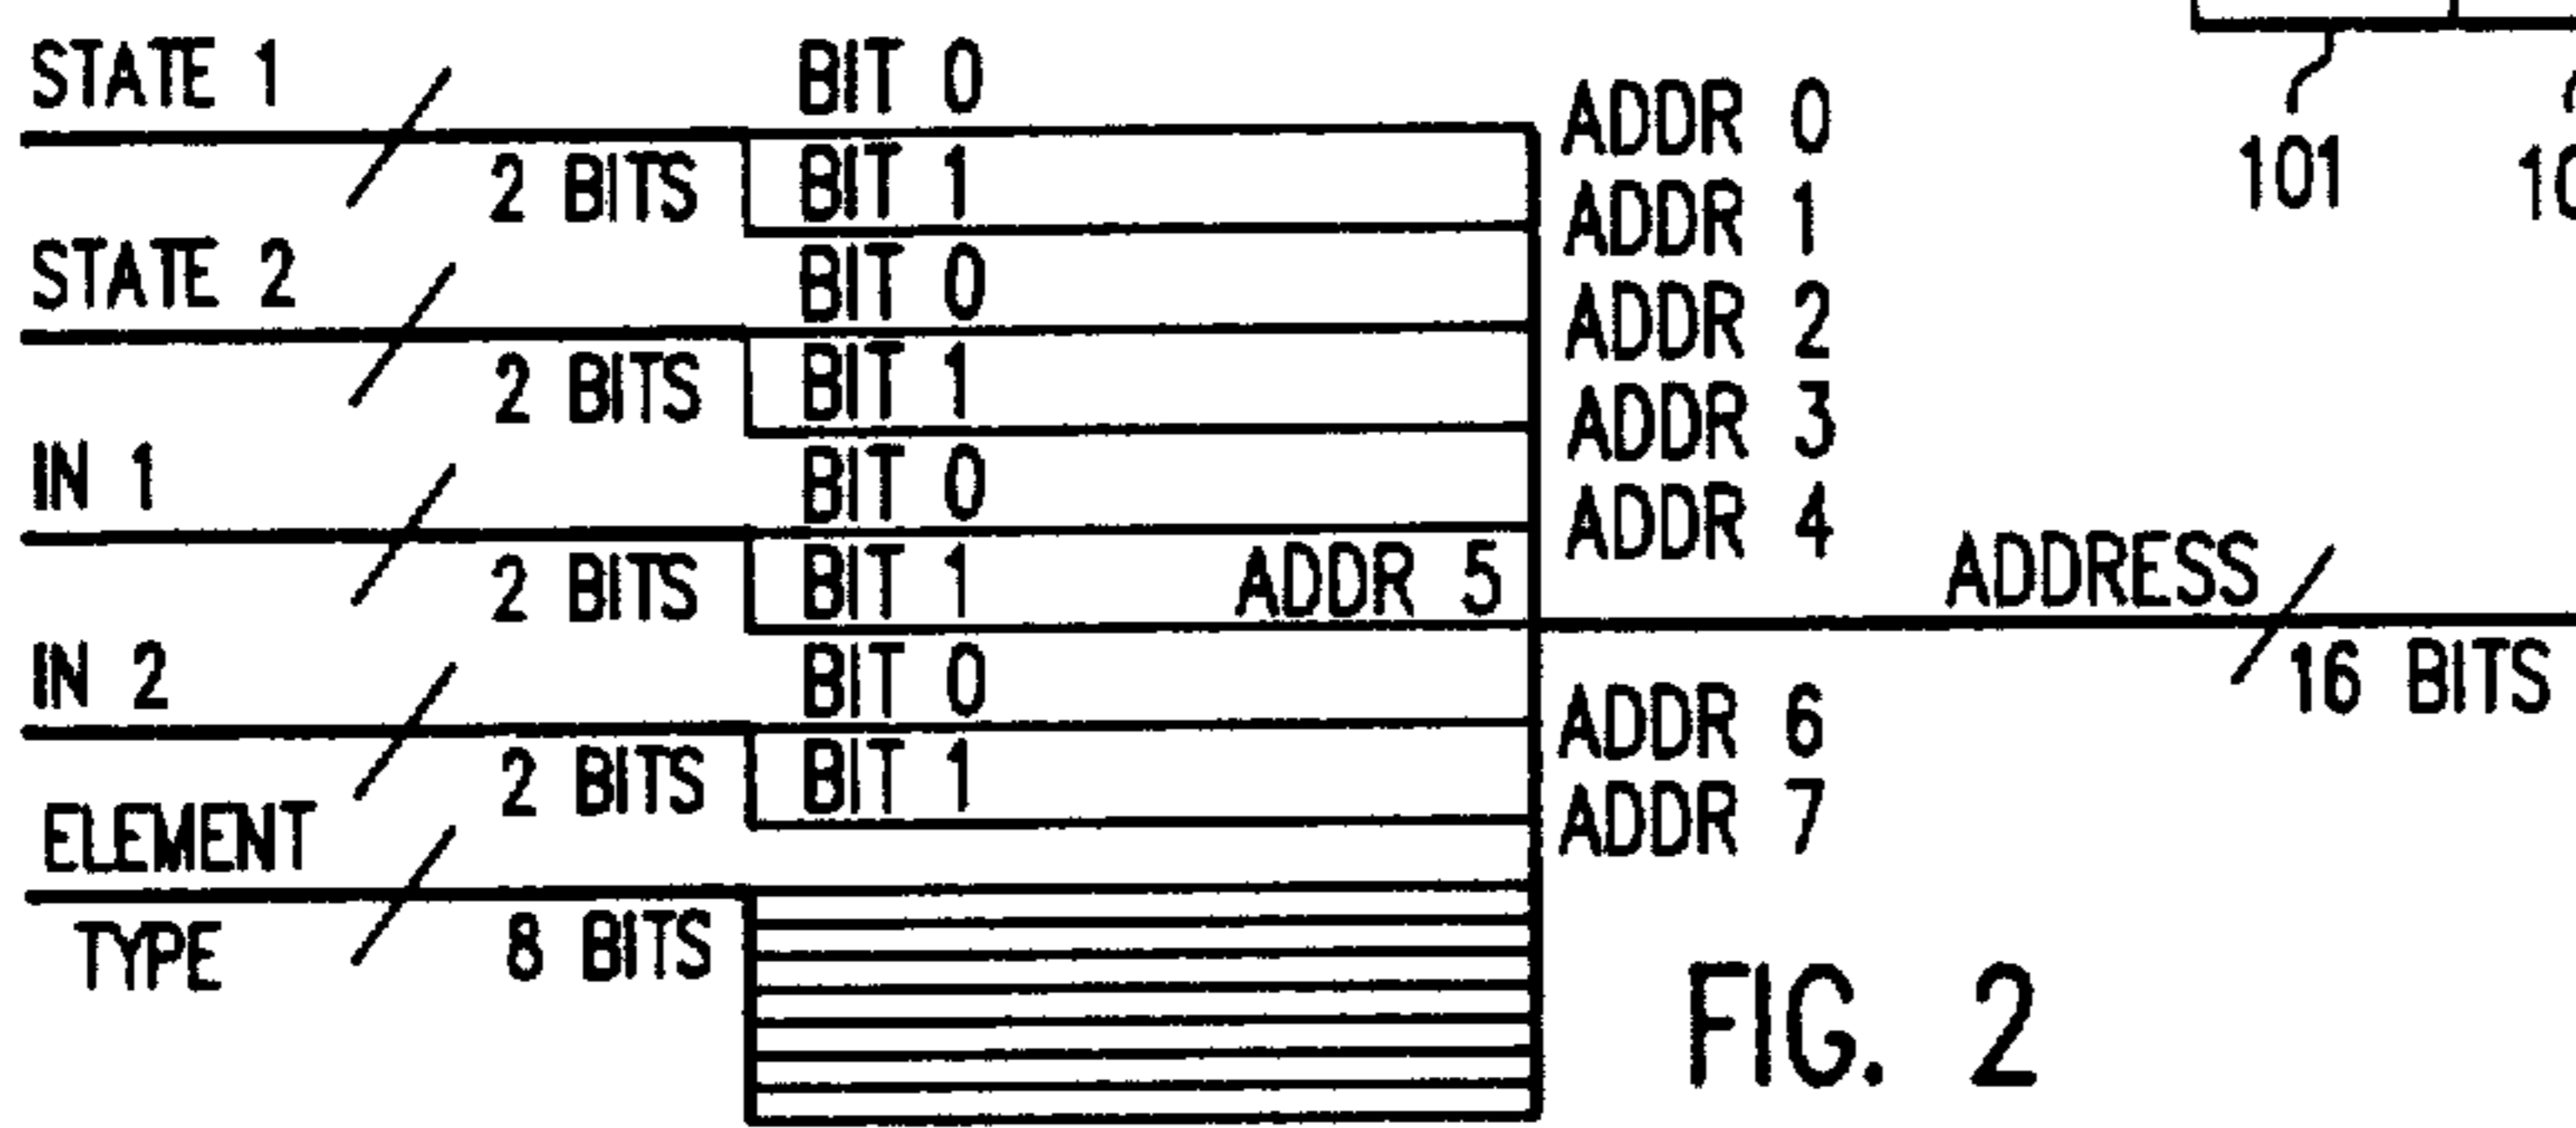 STATE 1
BIT 0
ADDR 0
2 BITS
BIT 1
ADDR 1
101
STATE 2
BIT 0
ADDR 2
2 BITS
BIT 1
ADDR 3
IN 1
BIT 0
ADDR 4
2 BITS
BIT 1
ADDR 5
ADDRESS
16 BITS
IN 2
BIT 0
ADDR 6
2 BITS
BIT 1
ADDR 7
ELEMENT
TYPE
8 BITS
FIG. 2